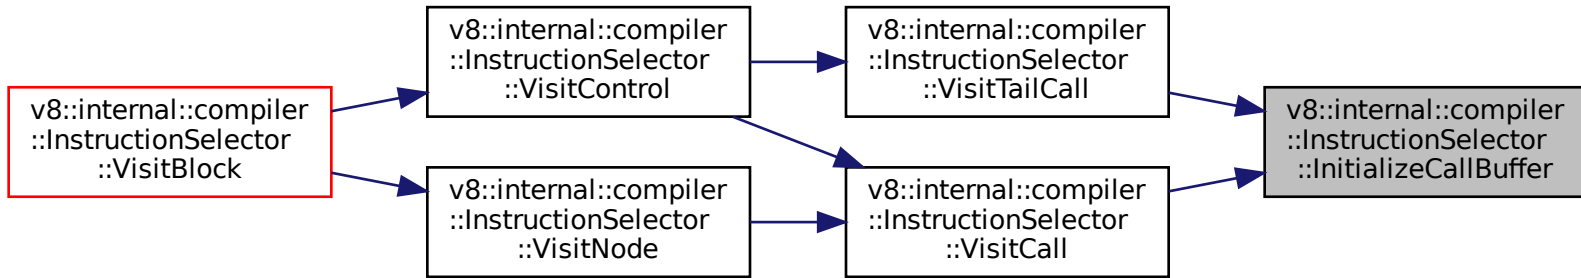 v8::internal::compiler
::InstructionSelector
::VisitBlock
v8::internal::compiler
::InstructionSelector
::VisitControl
v8::internal::compiler
::InstructionSelector
::VisitNode
v8::internal::compiler
::InstructionSelector
::VisitTailCall
v8::internal::compiler
::InstructionSelector
::VisitCall
v8::internal::compiler
::InstructionSelector
::InitializeCallBuffer